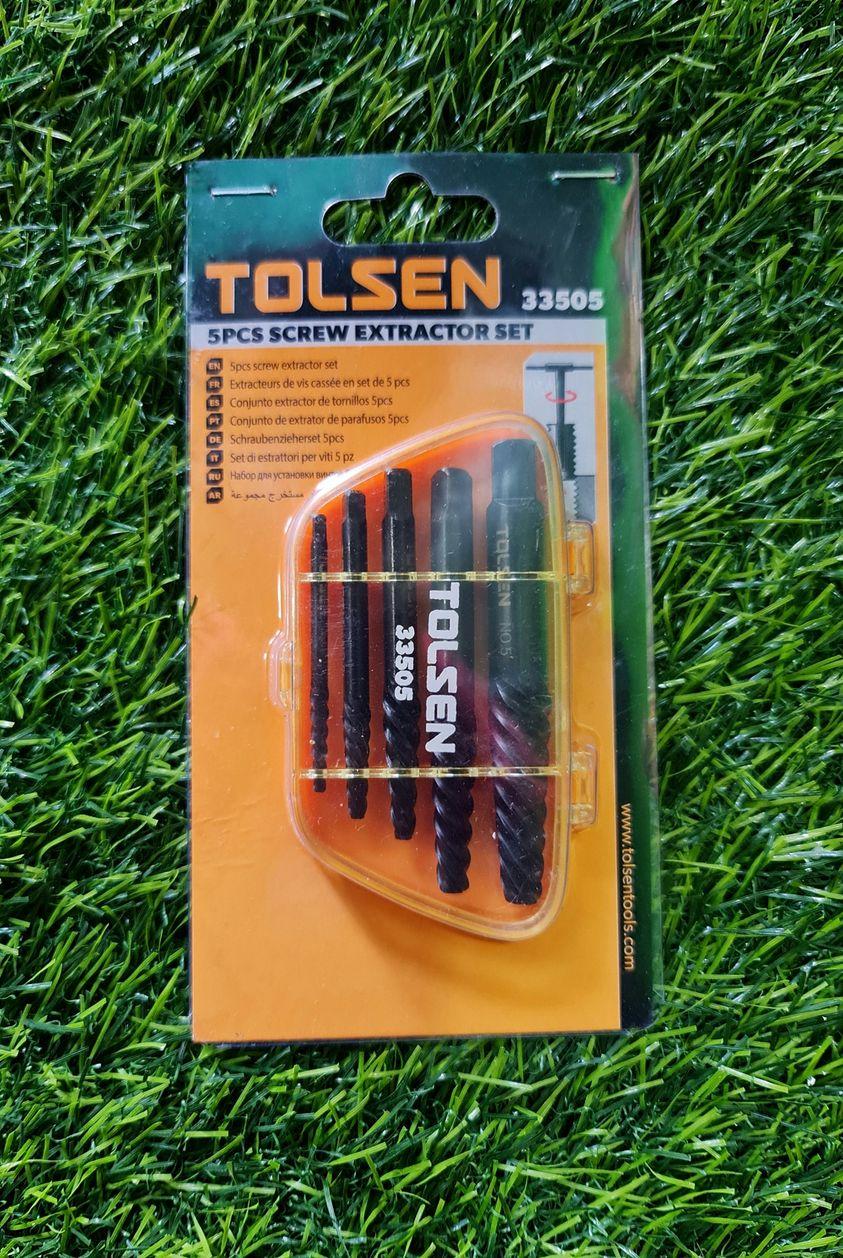 TOLSEN 33505
5PCS SCREW EXTRACTOR SET
EN 5pcs screw extractor set
FR Extracteurs de vis cassée en set de 5 pcs
ES Conjunto extractor de tornillos 5pcs
PT Conjunto de extrator de parafusos 5pcs
DE Schraubenzieherset 5pcs
IT Set di estrattori per viti 5 pz
RU Набор для установки
AR مستخرج مجموعة
TOLSEN
33505
TOLSEN NO.5
www.tolsentools.com